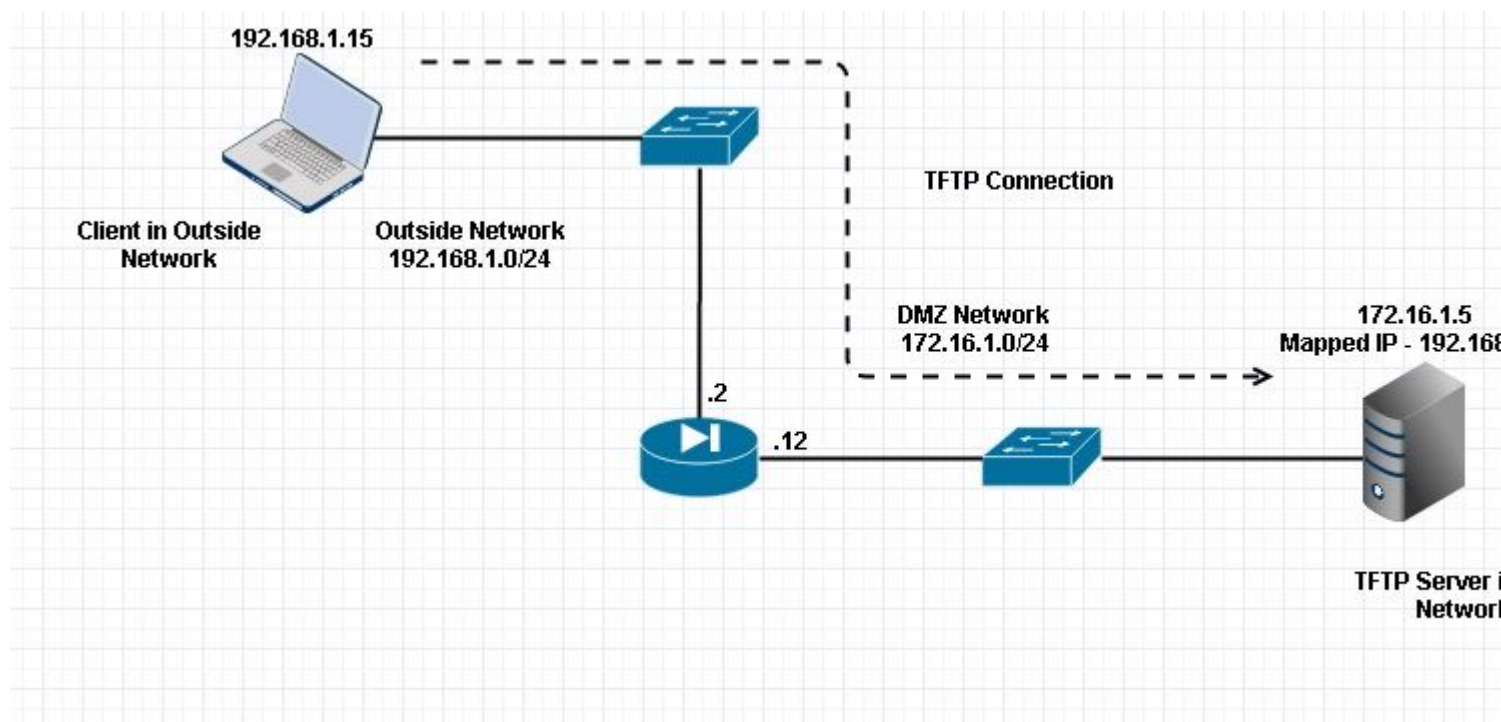 192.168.1.15
Client in Outside
Network
Outside Network
192.168.1.0/24
TFTP Connection
DMZ Network
172.16.1.0/24
172.16.1.5
Mapped IP - 192.168
.2
.12
TFTP Server
Network